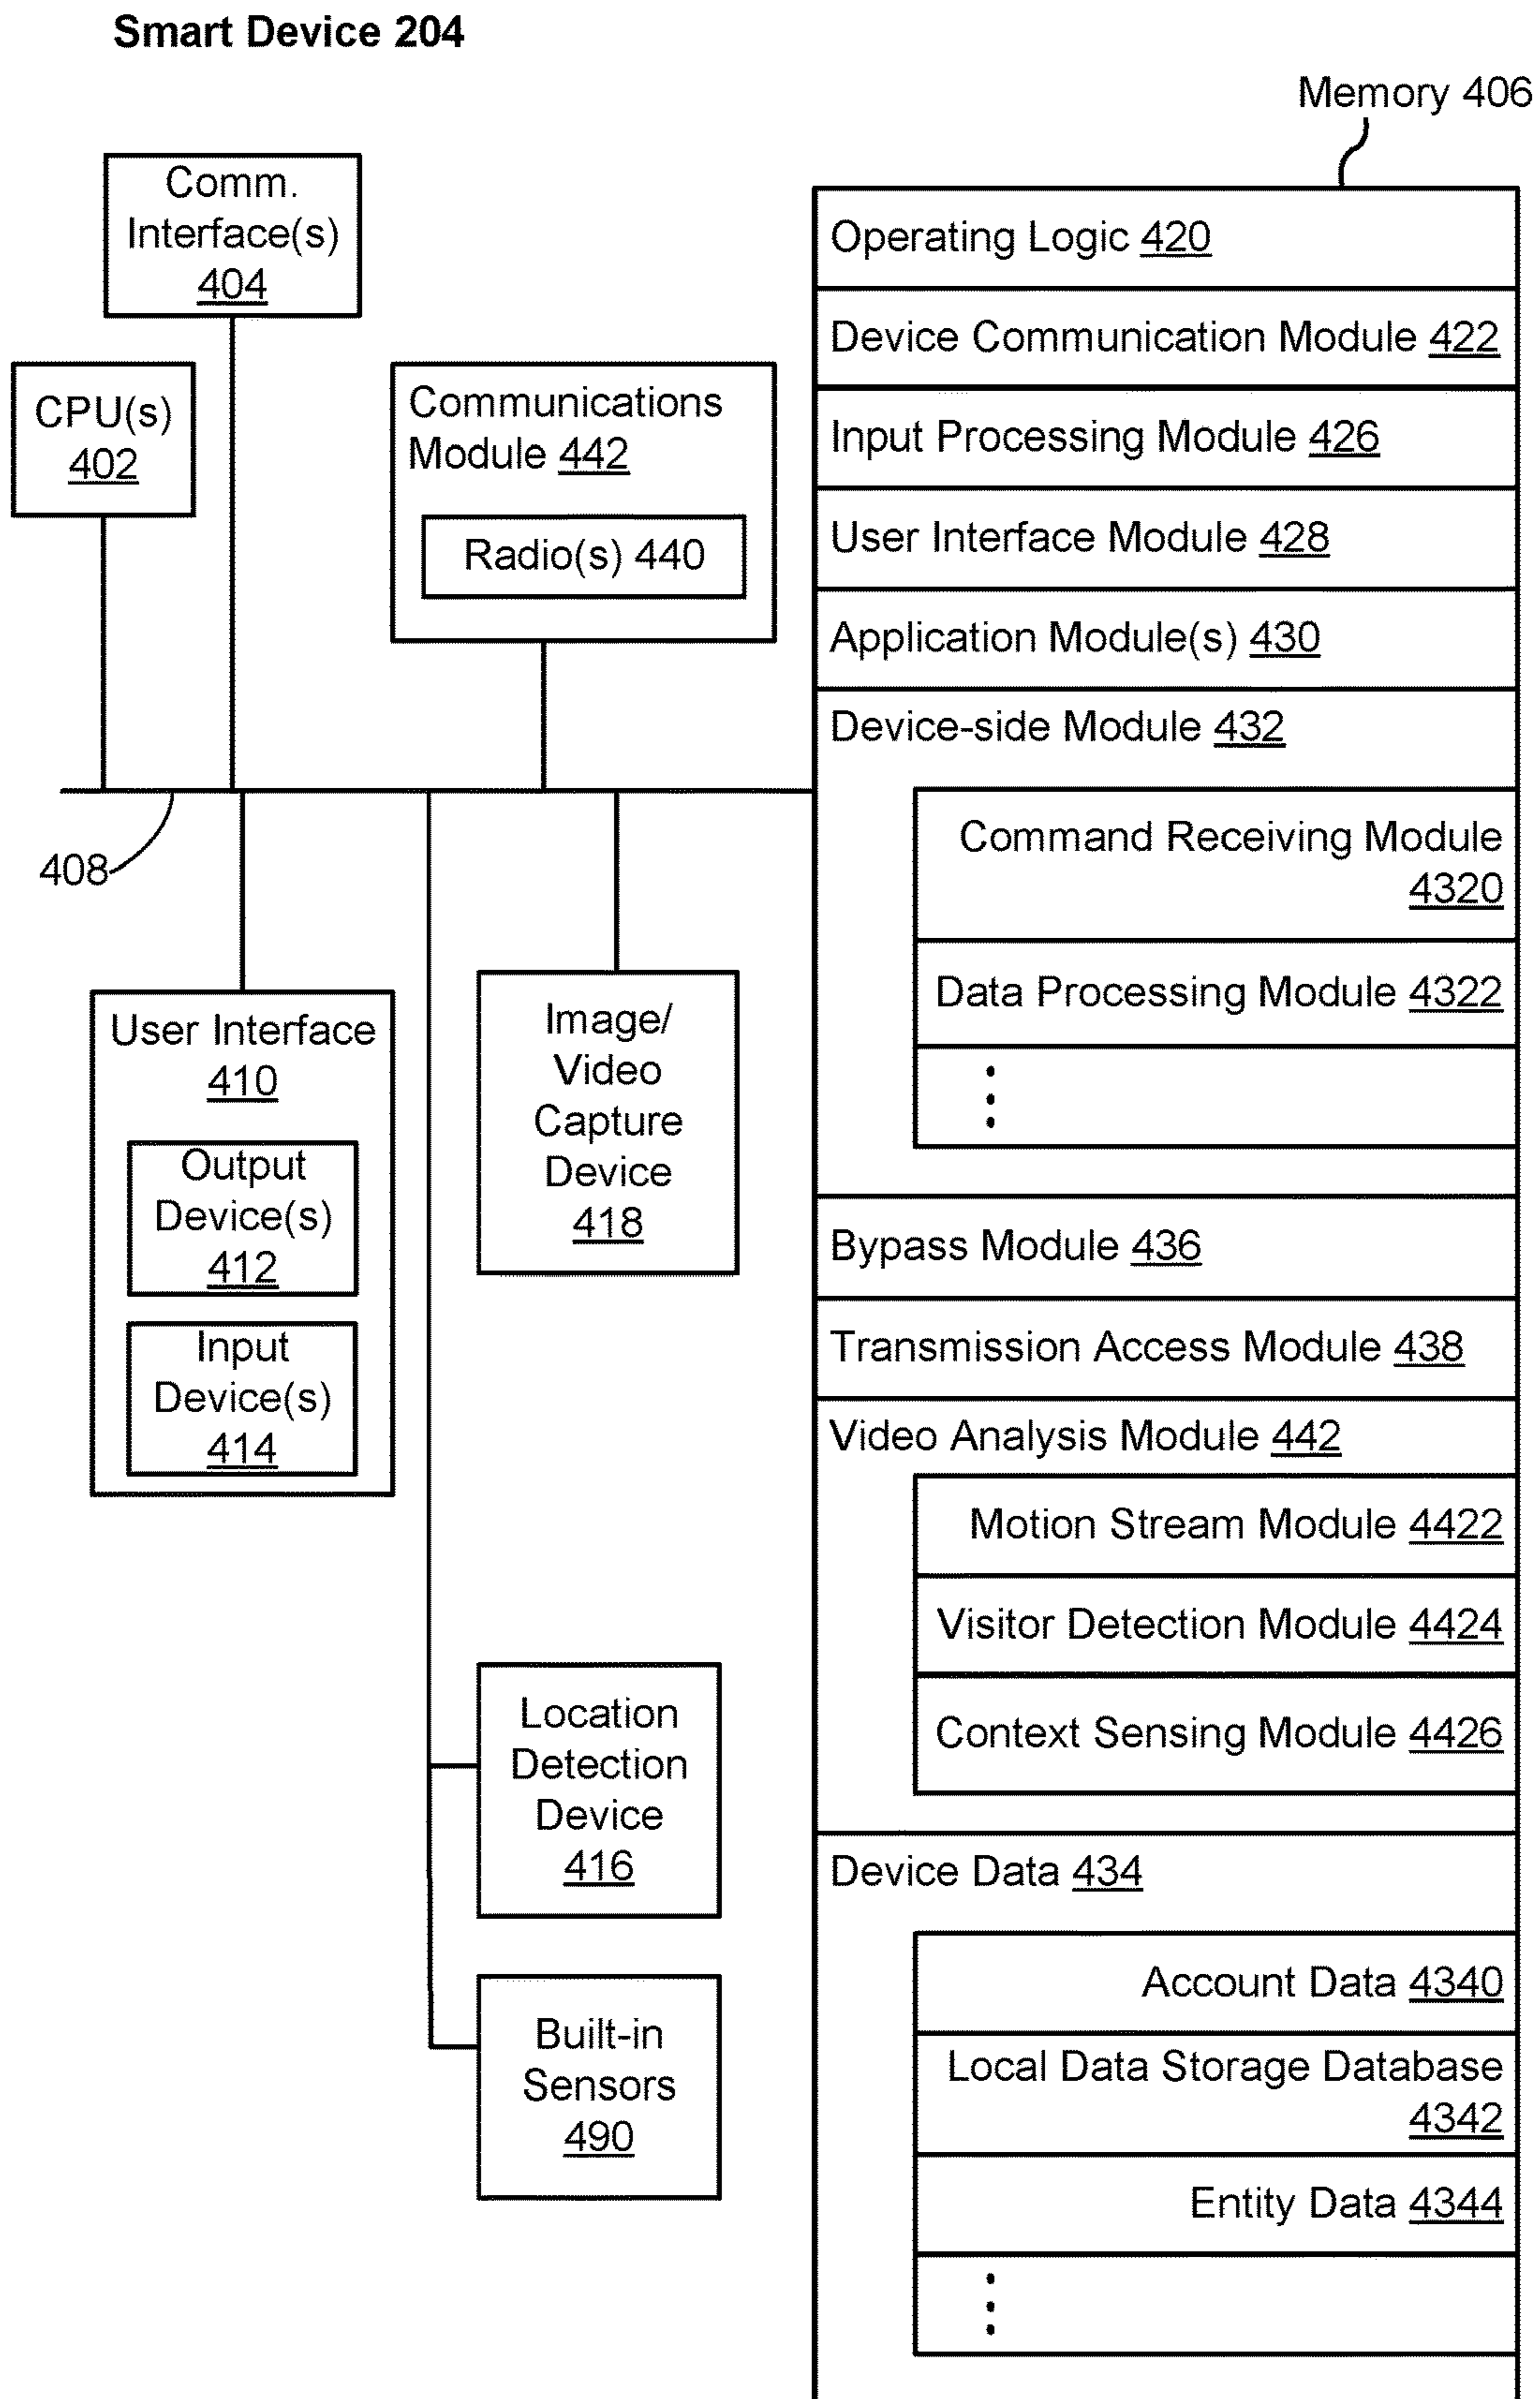 Smart Device 204
Memory 406
Comm.
Interface(s)
404
CPU(s)
402
Communications
Module 442
Radio(s) 440
408
User Interface
410
Output
Device(s)
412
Input
Device(s)
414
Image/
Video
Capture
Device
418
Location
Detection
Device
416
Built-in
Sensors
490
Operating Logic 420
Device Communication Module 422
Input Processing Module 426
User Interface Module 428
Application Module(s) 430
Device-side Module 432
Command Receiving Module
4320
Data Processing Module 4322
Bypass Module 436
Transmission Access Module 438
Video Analysis Module 442
Motion Stream Module 4422
Visitor Detection Module 4424
Context Sensing Module 4426
Device Data 434
Account Data 4340
Local Data Storage Database
4342
Entity Data 4344